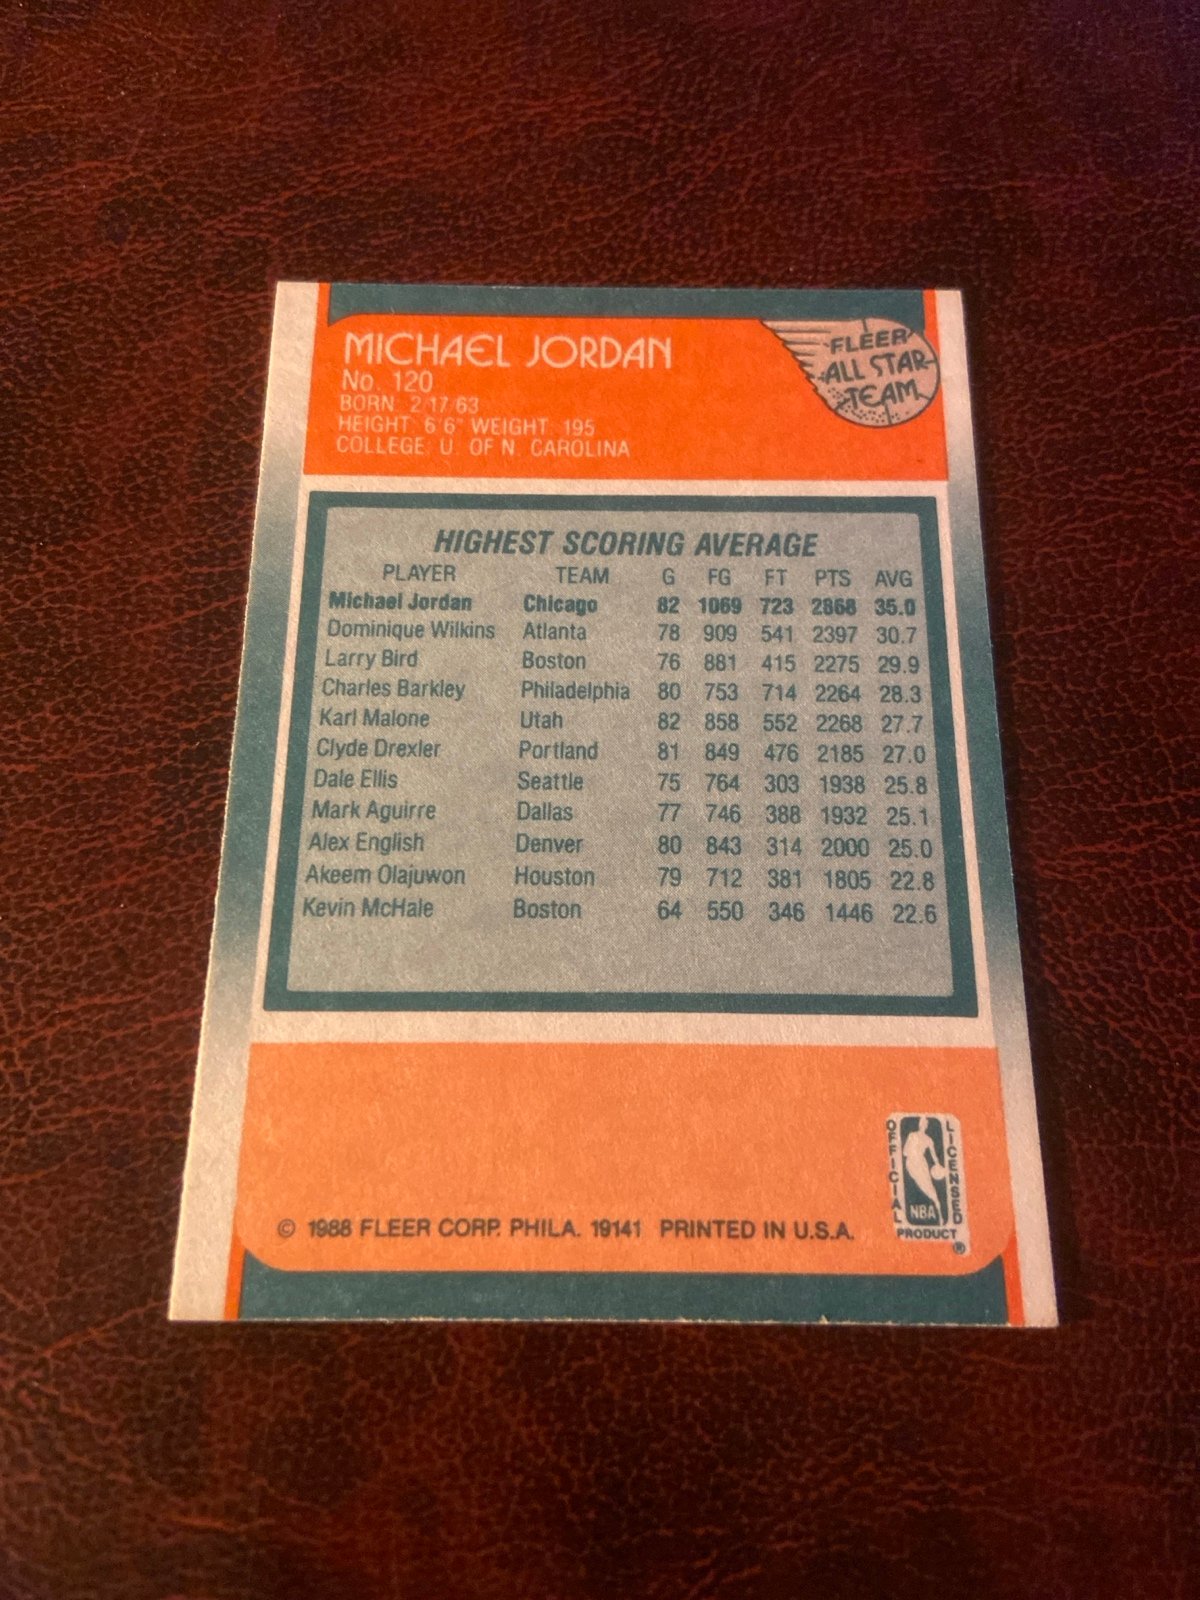 MICHAEL JORDAN
No. 120
BORN 2 17 63
HEIGHT: 6'6" WEIGHT: 195
COLLEGE: U. OF N. CAROLINA
FLEER
ALL STAR
TEAM
HIGHEST SCORING AVERAGE
PLAYER TEAM G FG FT PTS AVG
Michael Jordan Chicago 82 1069 723 2868 35.0
Dominique Wilkins Atlanta 78 909 541 2397 30.7
Larry Bird Boston 76 881 415 2275 29.9
Charles Barkley Philadelphia 80 753 714 2264 28.3
Karl Malone Utah 82 858 552 2268 27.7
Clyde Drexler Portland 81 849 476 2185 27.0
Dale Ellis Seattle 75 764 303 1938 25.8
Mark Aguirre Dallas 77 746 388 1932 25.1
Alex English Denver 80 843 314 2000 25.0
Akeem Olajuwon Houston 79 712 381 1805 22.8
Kevin McHale Boston 64 550 346 1446 22.6
© 1988 FLEER CORP. PHILA. 19141 PRINTED IN U.S.A.
OFFICIAL
NBA
LICENSED
PRODUCT
®